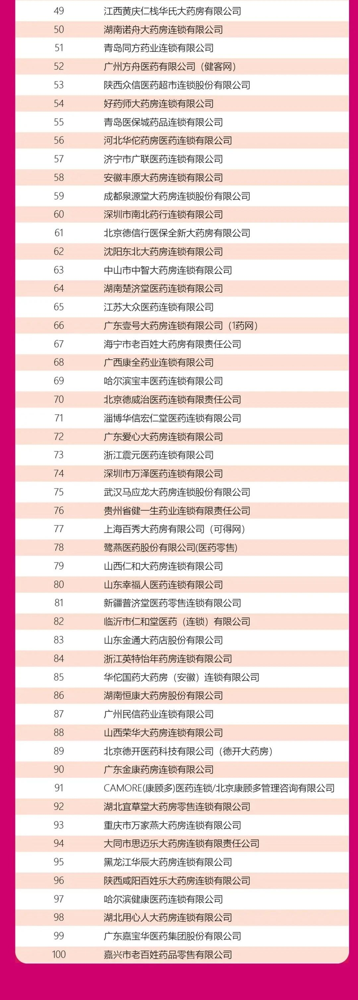 49 江西黄庆仁栈华氏大药房有限公司
50 湖南诺舟大药房连锁有限公司
51 青岛同方药业连锁有限公司
52 广州方舟医药有限公司（健客网）
53 陕西众信医药超市连锁股份有限公司
54 好药师大药房连锁有限公司
55 青岛医保城药品连锁有限公司
56 河北华佗药房医药连锁有限公司
57 济宁市广联医药连锁有限公司
58 安徽丰原大药房连锁有限公司
59 成都泉源堂大药房连锁股份有限公司
60 深圳市南北药行连锁有限公司
61 北京德信行医保全新大药房有限公司
62 沈阳东北大药房连锁有限公司
63 中山市中智大药房连锁有限公司
64 湖南楚济堂医药连锁有限公司
65 江苏大众医药连锁有限公司
66 广东壹号大药房连锁有限公司（1药网）
67 海宁市老百姓大药房有限责任公司
68 广西康全药业连锁有限公司
69 哈尔滨宝丰医药连锁有限公司
70 北京德威治医药连锁有限责任公司
71 淄博华信宏仁堂医药连锁有限公司
72 广东爱心大药房连锁有限公司
73 浙江震元医药连锁有限公司
74 深圳市万泽医药连锁有限公司
75 武汉马应龙大药房连锁股份有限公司
76 贵州省健一生药业连锁有限责任公司
77 上海百秀大药房有限公司（可得网）
78 鹭燕医药股份有限公司(医药零售)
79 山西仁和大药房连锁有限公司
80 山东幸福人医药连锁有限公司
81 新疆普济堂医药零售连锁有限公司
82 临沂市仁和堂医药（连锁）有限公司
83 山东金通大药店股份有限公司
84 浙江英特怡年药房连锁有限公司
85 华佗国药大药房（安徽）连锁有限公司
86 湖南恒康大药房股份有限公司
87 广州民信药业连锁有限公司
88 山西荣华大药房连锁有限公司
89 北京德开医药科技有限公司（德开大药房）
90 广东金康药房连锁有限公司
91 CAMORE(康顾多)医药连锁/北京康顾多管理咨询有限公司
92 湖北宜草堂大药房零售连锁有限公司
93 重庆市万家燕大药房连锁有限公司
94 大同市思迈乐大药房连锁有限责任公司
95 黑龙江华辰大药房连锁有限公司
96 陕西咸阳百姓乐大药房连锁有限公司
97 哈尔滨健康医药连锁有限公司
98 湖北用心人大药房连锁有限公司
99 广东嘉宝华医药集团股份有限公司
100 嘉兴市老百姓药品零售有限公司